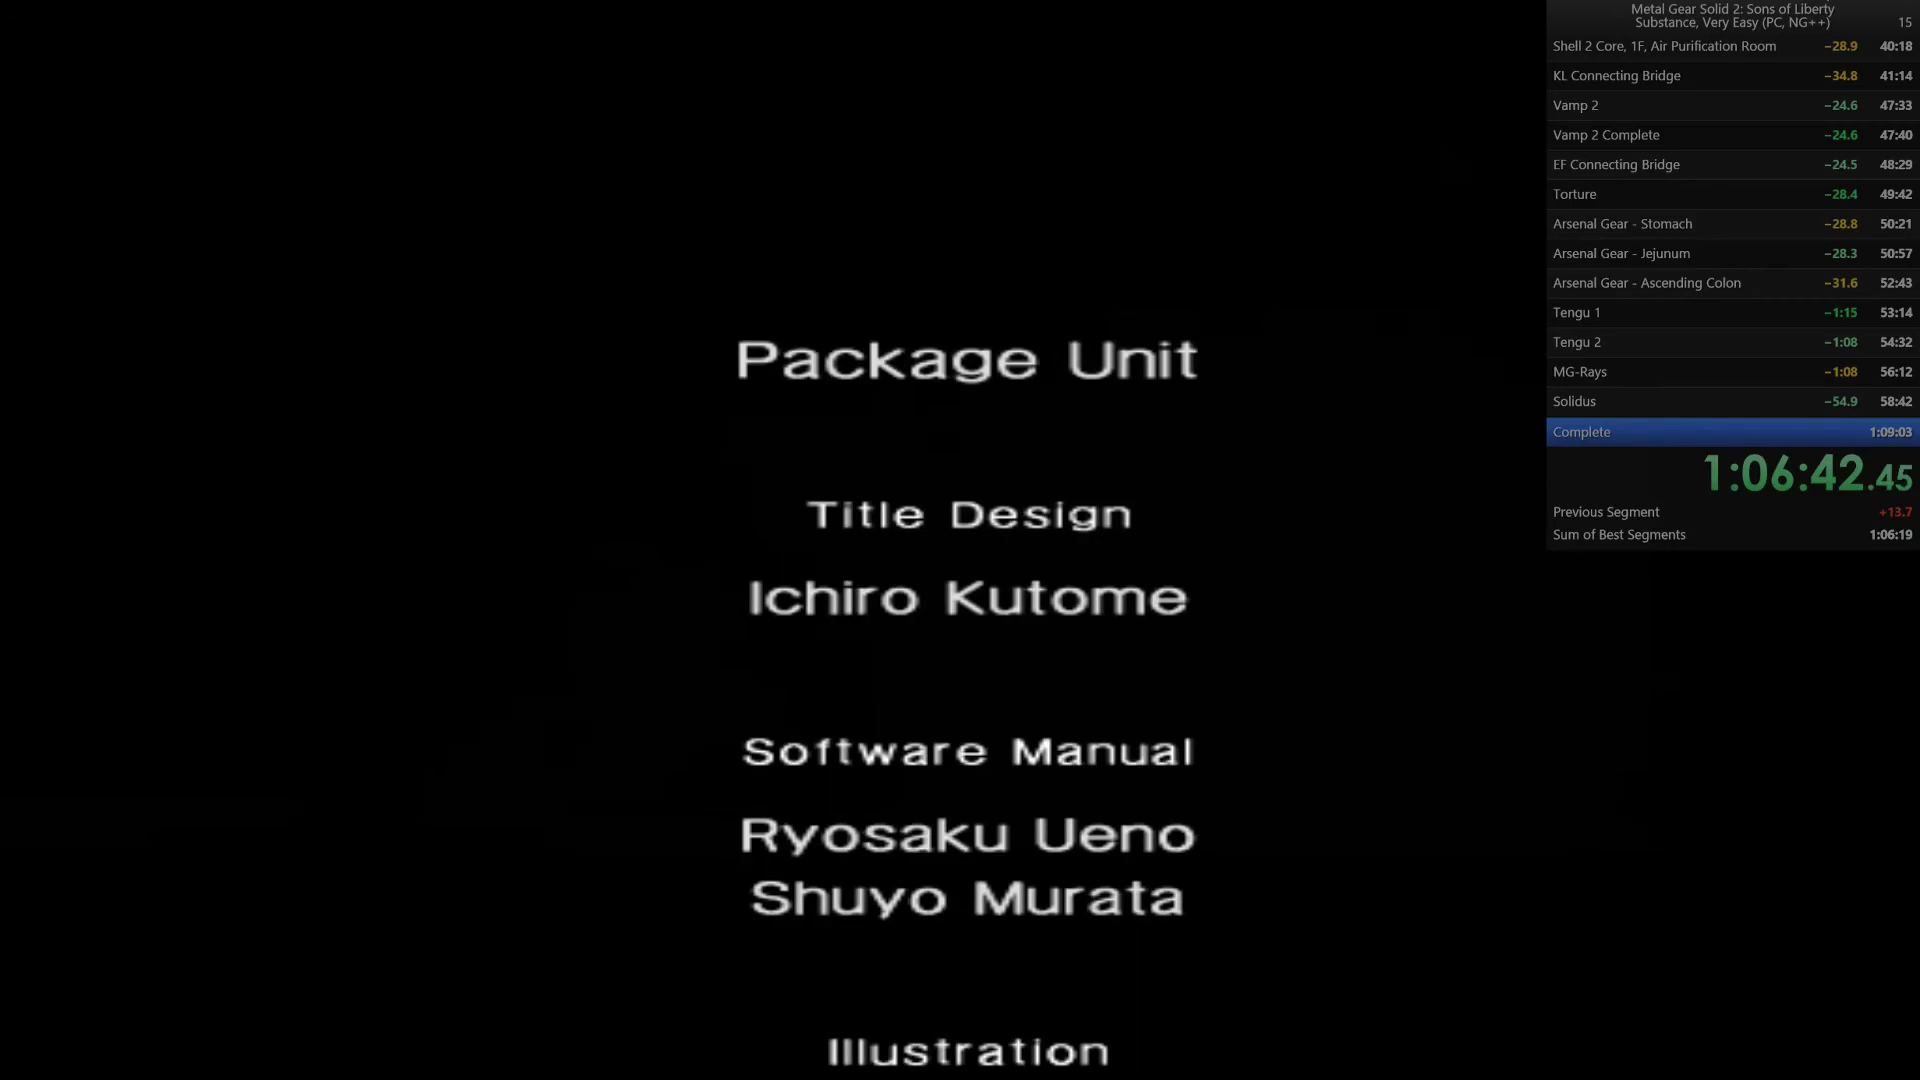 Package Unit
Title Design
Ichiro Kutome
Software Manual
Ryosaku Ueno
Shuyo Murata
Illustration
Metal Gear Solid 2: Sons of Liberty
Substance, Very Easy (PC, NG++) 15
Shell 2 Core, 1F, Air Purification Room −28.9 40:18
KL Connecting Bridge −34.8 41:14
Vamp 2 −24.6 47:33
Vamp 2 Complete −24.6 47:40
EF Connecting Bridge −24.5 48:29
Torture −28.4 49:42
Arsenal Gear - Stomach −28.8 50:21
Arsenal Gear - Jejunum −28.3 50:57
Arsenal Gear - Ascending Colon −31.6 52:43
Tengu 1 −1:15 53:14
Tengu 2 −1:08 54:32
MG-Rays −1:08 56:12
Solidus −54.9 58:42
Complete 1:09:03
1:06:42.45
Previous Segment +13.7
Sum of Best Segments 1:06:19